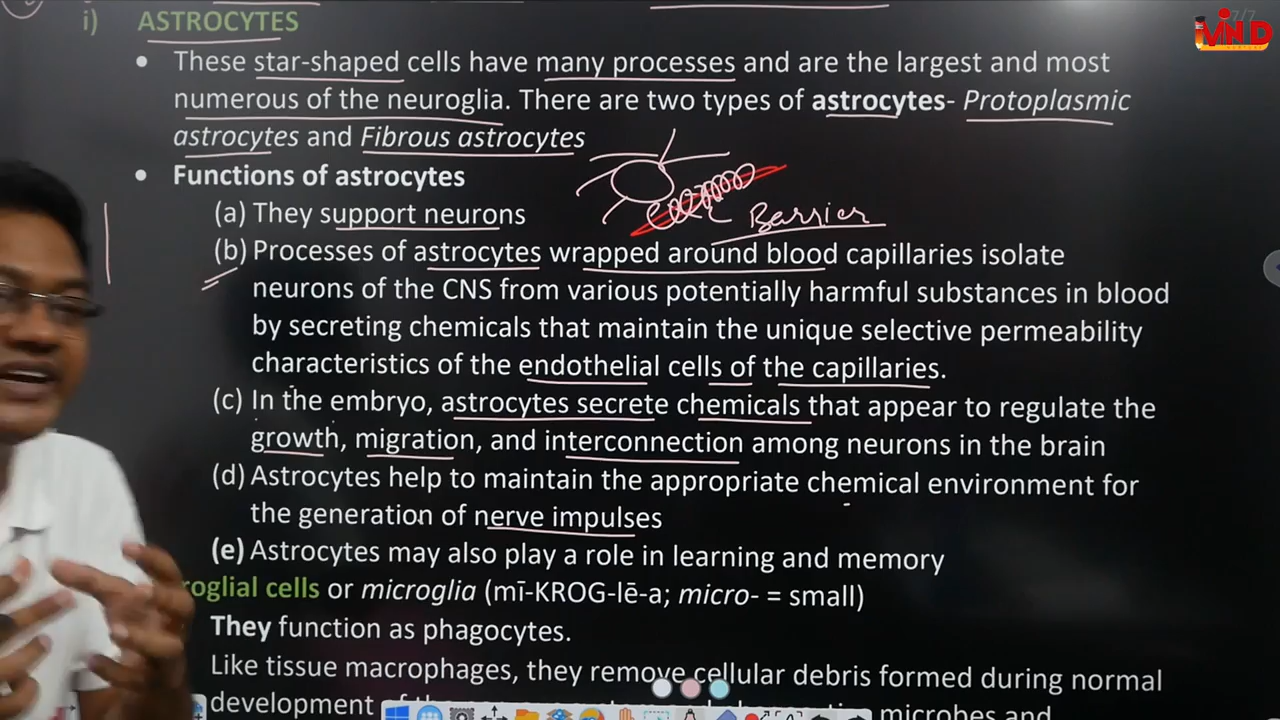 7/7
MIND
i) ASTROCYTES
• These star-shaped cells have many processes and are the largest and most
numerous of the neuroglia. There are two types of astrocytes- Protoplasmic
astrocytes and Fibrous astrocytes
• Functions of astrocytes
(a) They support neurons
Barrier
(b) Processes of astrocytes wrapped around blood capillaries isolate
neurons of the CNS from various potentially harmful substances in blood
by secreting chemicals that maintain the unique selective permeability
characteristics of the endothelial cells of the capillaries.
(c) In the embryo, astrocytes secrete chemicals that appear to regulate the
growth, migration, and interconnection among neurons in the brain
(d) Astrocytes help to maintain the appropriate chemical environment for
the generation of nerve impulses
(e) Astrocytes may also play a role in learning and memory
roglial cells or microglia (mī-KROG-lē-a; micro- = small)
They function as phagocytes.
Like tissue macrophages, they remove cellular debris formed during normal
development microbes and